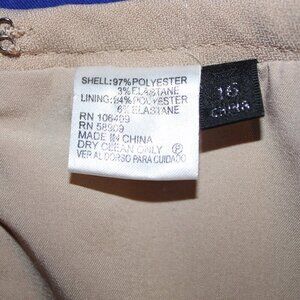 SHELL: 97% POLYESTER
3% ELASTANE
LINING: 94% POLYESTER
6% ELASTANE
RN 106499
RN 58909
MADE IN CHINA
DRY CLEAN ONLY Ⓟ
VER AL DORSO PARA CUIDADO
16
CHINA